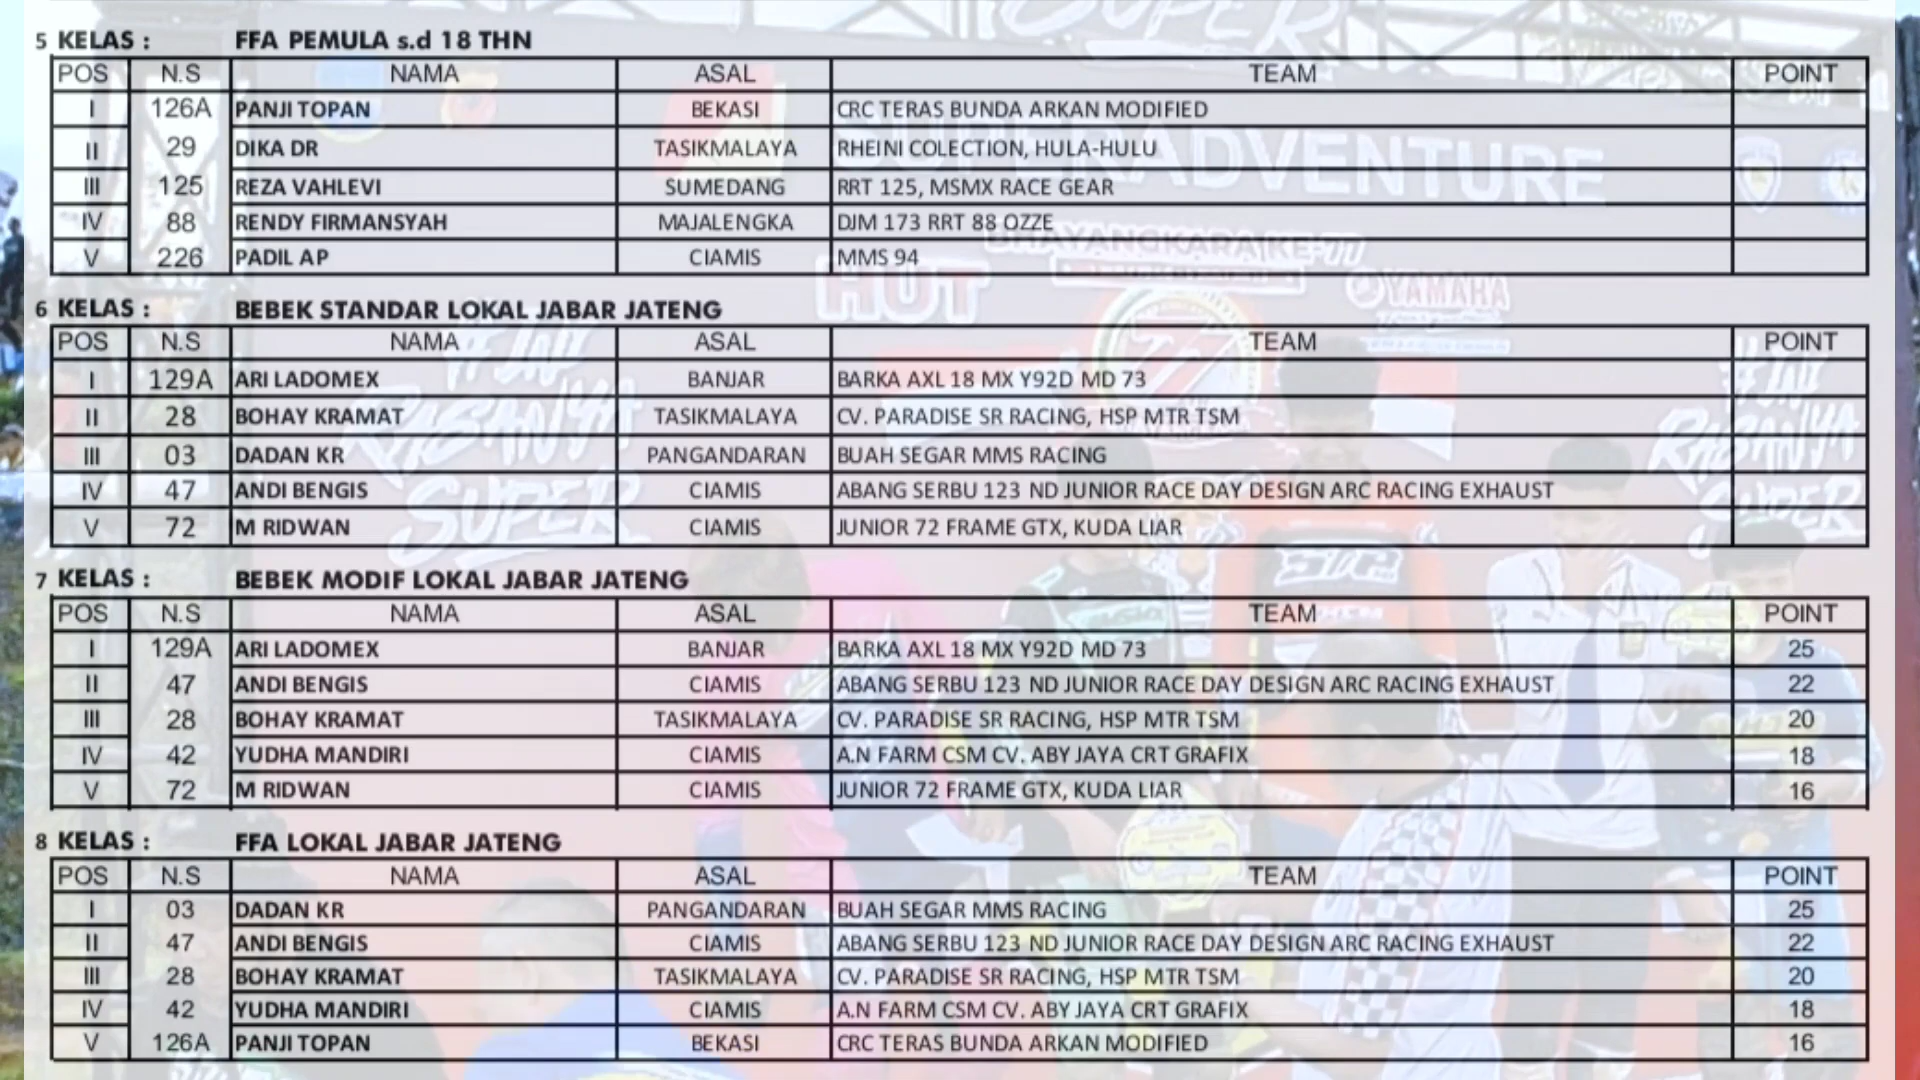 5 KELAS : FFA PEMULA s.d 18 THN
POS N.S NAMA ASAL TEAM POINT
I 126A PANJI TOPAN BEKASI CRC TERAS BUNDA ARKAN MODIFIED
II 29 DIKA DR TASIKMALAYA RHEINI COLECTION, HULA-HULU
III 125 REZA VAHLEVI SUMEDANG RRT 125, MSMX RACE GEAR
IV 88 RENDY FIRMANSYAH MAJALENGKA DJM 173 RRT 88 OZZE
V 226 PADIL AP CIAMIS MMS 94
6 KELAS : BEBEK STANDAR LOKAL JABAR JATENG
POS N.S NAMA ASAL TEAM POINT
I 129A ARI LADOMEX BANJAR BARKA AXL 18 MX Y92D MD 73
II 28 BOHAY KRAMAT TASIKMALAYA CV. PARADISE SR RACING, HSP MTR TSM
III 03 DADAN KR PANGANDARAN BUAH SEGAR MMS RACING
IV 47 ANDI BENGIS CIAMIS ABANG SERBU 123 ND JUNIOR RACE DAY DESIGN ARC RACING EXHAUST
V 72 M RIDWAN CIAMIS JUNIOR 72 FRAME GTX, KUDA LIAR
7 KELAS : BEBEK MODIF LOKAL JABAR JATENG
POS N.S NAMA ASAL TEAM POINT
I 129A ARI LADOMEX BANJAR BARKA AXL 18 MX Y92D MD 73 25
II 47 ANDI BENGIS CIAMIS ABANG SERBU 123 ND JUNIOR RACE DAY DESIGN ARC RACING EXHAUST 22
III 28 BOHAY KRAMAT TASIKMALAYA CV. PARADISE SR RACING, HSP MTR TSM 20
IV 42 YUDHA MANDIRI CIAMIS A.N FARM CSM CV. ABY JAYA CRT GRAFIX 18
V 72 M RIDWAN CIAMIS JUNIOR 72 FRAME GTX, KUDA LIAR 16
8 KELAS : FFA LOKAL JABAR JATENG
POS N.S NAMA ASAL TEAM POINT
I 03 DADAN KR PANGANDARAN BUAH SEGAR MMS RACING 25
II 47 ANDI BENGIS CIAMIS ABANG SERBU 123 ND JUNIOR RACE DAY DESIGN ARC RACING EXHAUST 22
III 28 BOHAY KRAMAT TASIKMALAYA CV. PARADISE SR RACING, HSP MTR TSM 20
IV 42 YUDHA MANDIRI CIAMIS A.N FARM CSM CV. ABY JAYA CRT GRAFIX 18
V 126A PANJI TOPAN BEKASI CRC TERAS BUNDA ARKAN MODIFIED 16
SUPER
SUPERADVENTURE
BHAYANGKARA KE-77
HUT
YAMAHA
#INI RASANYA SUPER
#INI RASANYA SUPER